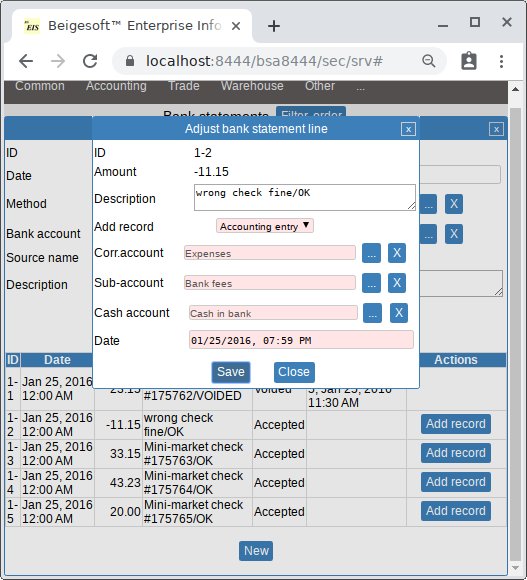 EIS Beigesoft™ Enterprise Info
localhost:8444/bsa8444/sec/srv#
Common Accounting Trade Warehouse Other ...
Bank statements Filter, order
Adjust bank statement line x
x
ID
Date
Method ... X
Bank account ... X
Source name
Description
ID 1-2
Amount -11.15
Description wrong check fine/OK
Add record Accounting entry
Corr.account Expenses ... X
Sub-account Bank fees ... X
Cash account Cash in bank ... X
Date 01/25/2016, 07:59 PM
Save Close
ID Date Actions
1-1 Jan 25, 2016 12:00 AM 23.15 #175762/VOIDED Voided 5, Jan 25, 2016 11:30 AM
1-2 Jan 25, 2016 12:00 AM -11.15 wrong check fine/OK Accepted Add record
1-3 Jan 25, 2016 12:00 AM 33.15 Mini-market check #175763/OK Accepted Add record
1-4 Jan 25, 2016 12:00 AM 43.23 Mini-market check #175764/OK Accepted Add record
1-5 Jan 25, 2016 12:00 AM 20.00 Mini-market check #175765/OK Accepted Add record
New